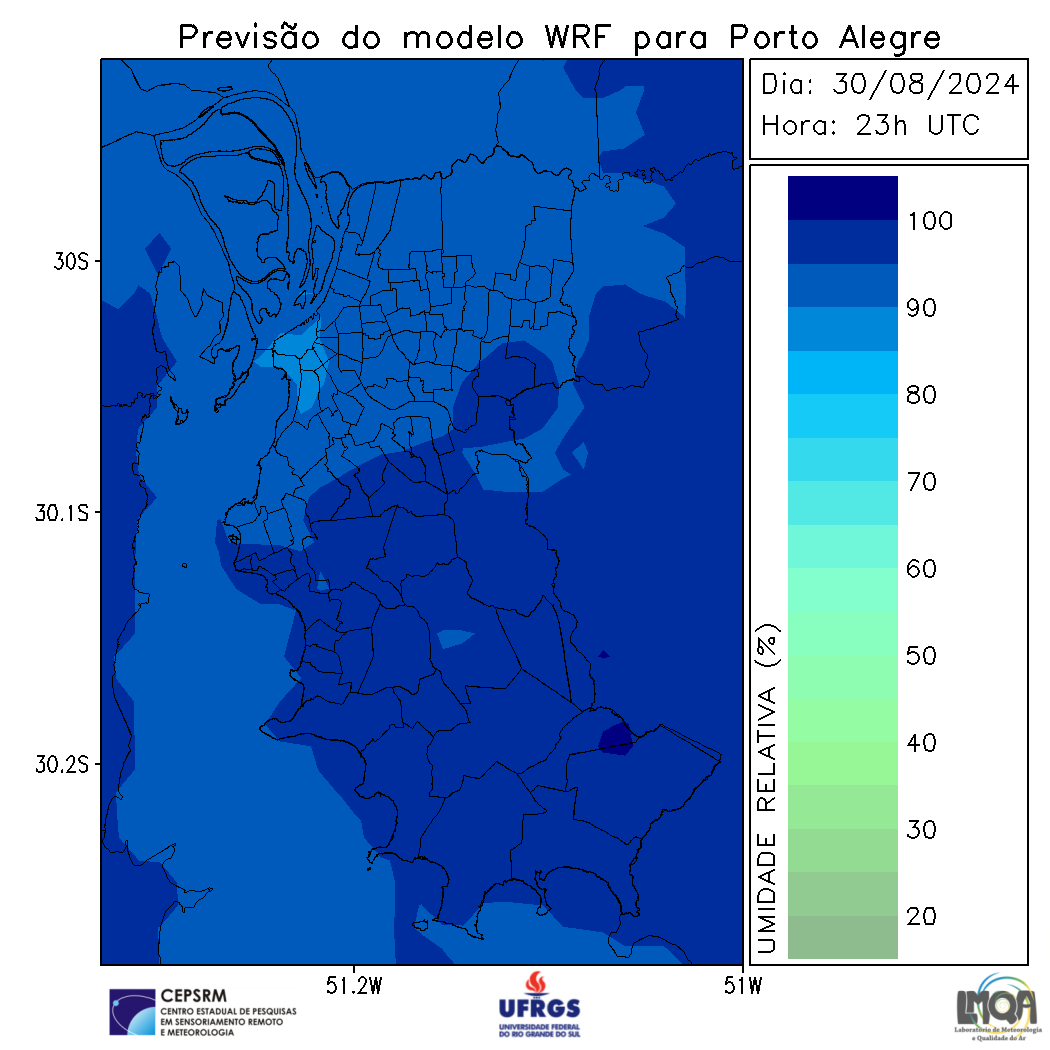 Previsão do modelo WRF para Porto Alegre
Dia: 30/08/2024
Hora: 23h UTC
30S
30.1S
30.2S
51.2W
51W
UMIDADE RELATIVA (%)
100
90
80
70
60
50
40
30
20
CEPSRM
CENTRO ESTADUAL DE PESQUISAS
EM SENSORIAMENTO REMOTO
E METEOROLOGIA
UFRGS
UNIVERSIDADE FEDERAL
DO RIO GRANDE DO SUL
LMQA
Laboratório de Meteorologia
e Qualidade do Ar